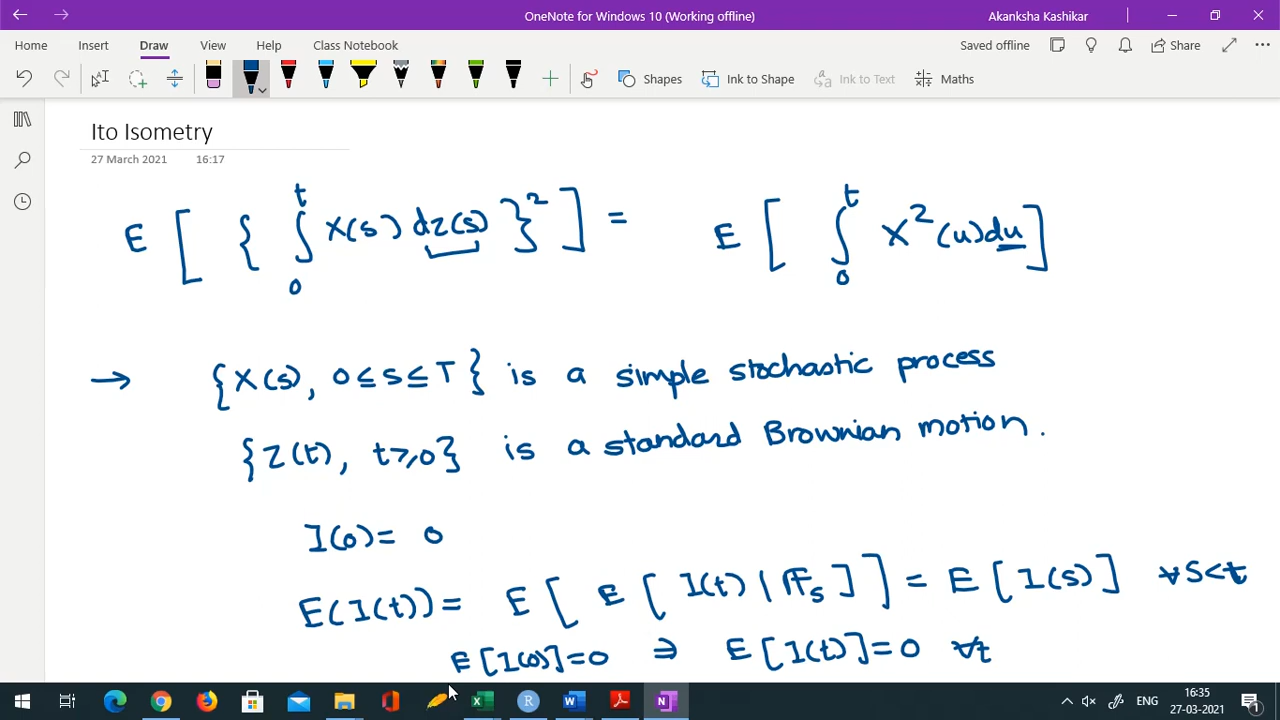 OneNote for Windows 10 (Working offline)
Akanksha Kashikar
Home Insert Draw View Help Class Notebook
Saved offline
Share
Shapes
Ink to Shape
Ink to Text
Maths
Ito Isometry
27 March 2021 16:17
E [ { ∫₀ᵗ X(s) dZ(s) }² ] = E [ ∫₀ᵗ X²(u)du ]
→ {X(s), 0≤s≤T} is a simple stochastic process
{Z(t), t≥0} is a standard Brownian motion.
I(0)= 0
E(I(t))= E [ E [ I(t) | 𝔽ₛ ] ] = E [ I(s) ] ∀s<t
E [I(0)]=0 ⇒ E [I(t)]=0 ∀t
ENG
16:35
27-03-2021